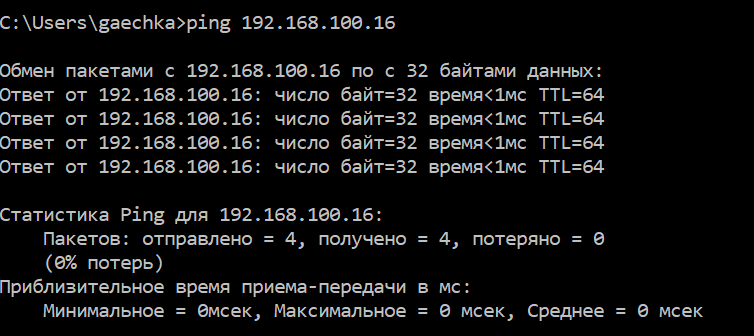 C:\Users\gaechka>ping 192.168.100.16
Обмен пакетами с 192.168.100.16 по с 32 байтами данных:
Ответ от 192.168.100.16: число байт=32 время<1мс TTL=64
Ответ от 192.168.100.16: число байт=32 время<1мс TTL=64
Ответ от 192.168.100.16: число байт=32 время<1мс TTL=64
Ответ от 192.168.100.16: число байт=32 время<1мс TTL=64
Статистика Ping для 192.168.100.16:
Пакетов: отправлено = 4, получено = 4, потеряно = 0
(0% потерь)
Приблизительное время приема-передачи в мс:
Минимальное = 0мсек, Максимальное = 0 мсек, Среднее = 0 мсек